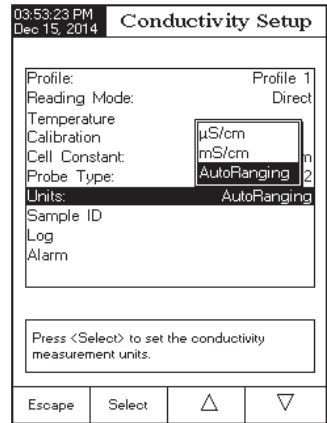 03:53:23 PM
Dec 15, 2014
Conductivity Setup
Profile: Profile 1
Reading Mode: Direct
Temperature
Calibration
µS/cm
Cell Constant:
mS/cm
Probe Type: 2
AutoRanging
Units: AutoRanging
Sample ID
Log
Alarm
Press <Select> to set the conductivity
measurement units.
Escape Select △ ▽